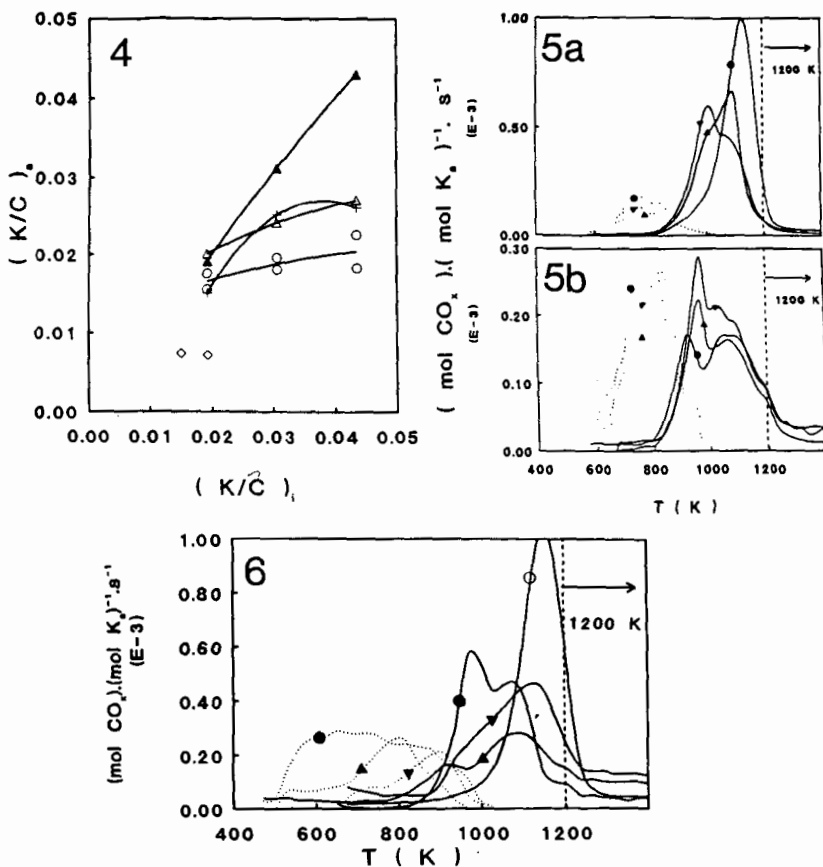 4
0.05
0.04
0.03
0.02
0.01
0.00
( K/C )a
0.00 0.01 0.02 0.03 0.04 0.05
( K/C )i
5a
1.00
0.50
0.00
1200 K
( mol COx ).( mol Ka )⁻¹. s⁻¹
(E-3)
(E-3)
5b
0.30
0.20
0.10
0.00
1200 K
400 600 800 1000 1200
T ( K )
6
1.00
0.80
0.60
0.40
0.20
0.00
(mol COx).(mol Ka)⁻¹.s⁻¹
(E-3)
1200 K
400 600 800 1000 1200
T ( K )